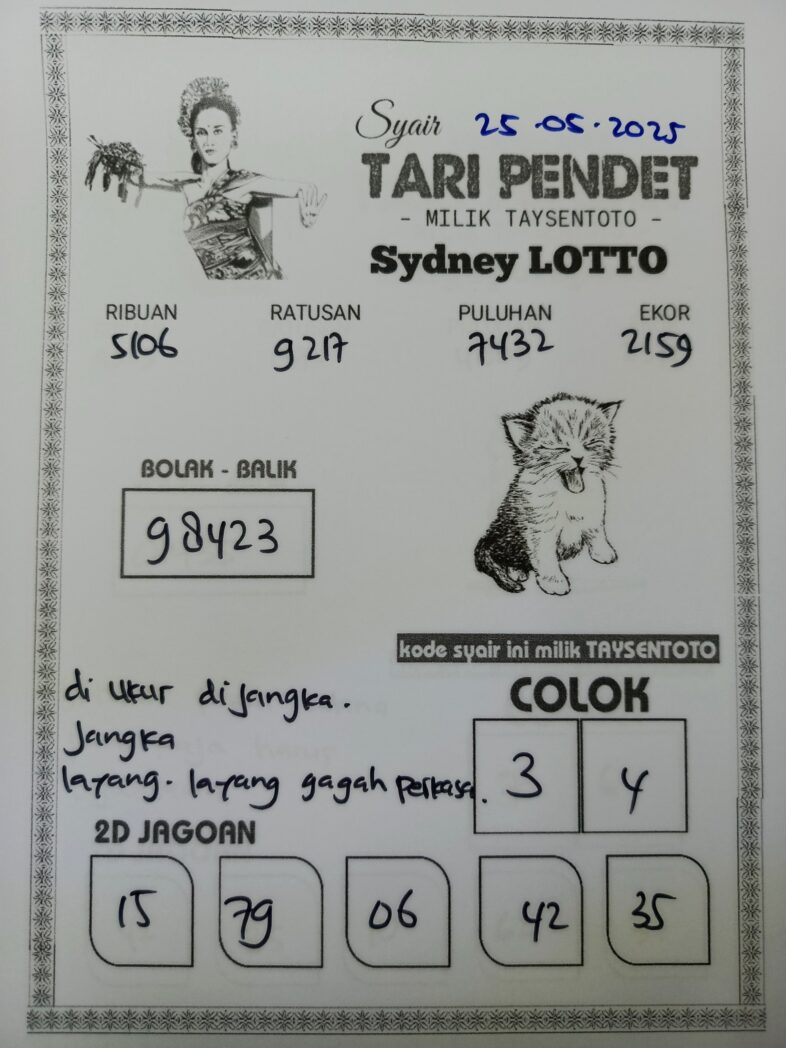 Syair 25.05.2025
TARI PENDET
- MILIK TAYSENTOTO -
Sydney LOTTO
RIBUAN RATUSAN PULUHAN EKOR
5106 9217 7432 2159
BOLAK - BALIK
98423
kode syair ini milik TAYSENTOTO
di ukur dijangka.
Jangka
layang. layang gagah perkasa.
COLOK
3 4
2D JAGOAN
15 79 06 42 35